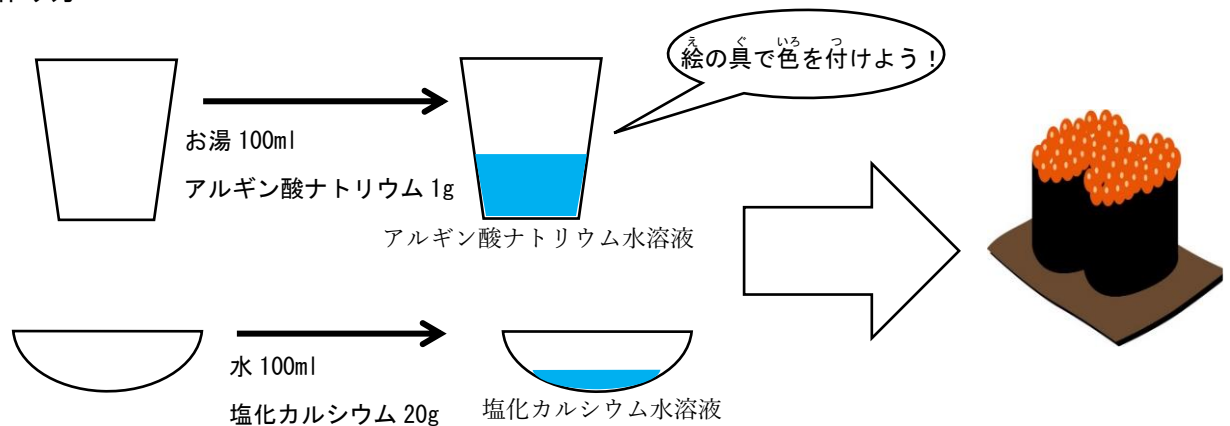 絵の具で色を付けよう!
お湯 100ml
アルギン酸ナトリウム 1g
アルギン酸ナトリウム水溶液
水 100ml
塩化カルシウム 20g
塩化カルシウム水溶液